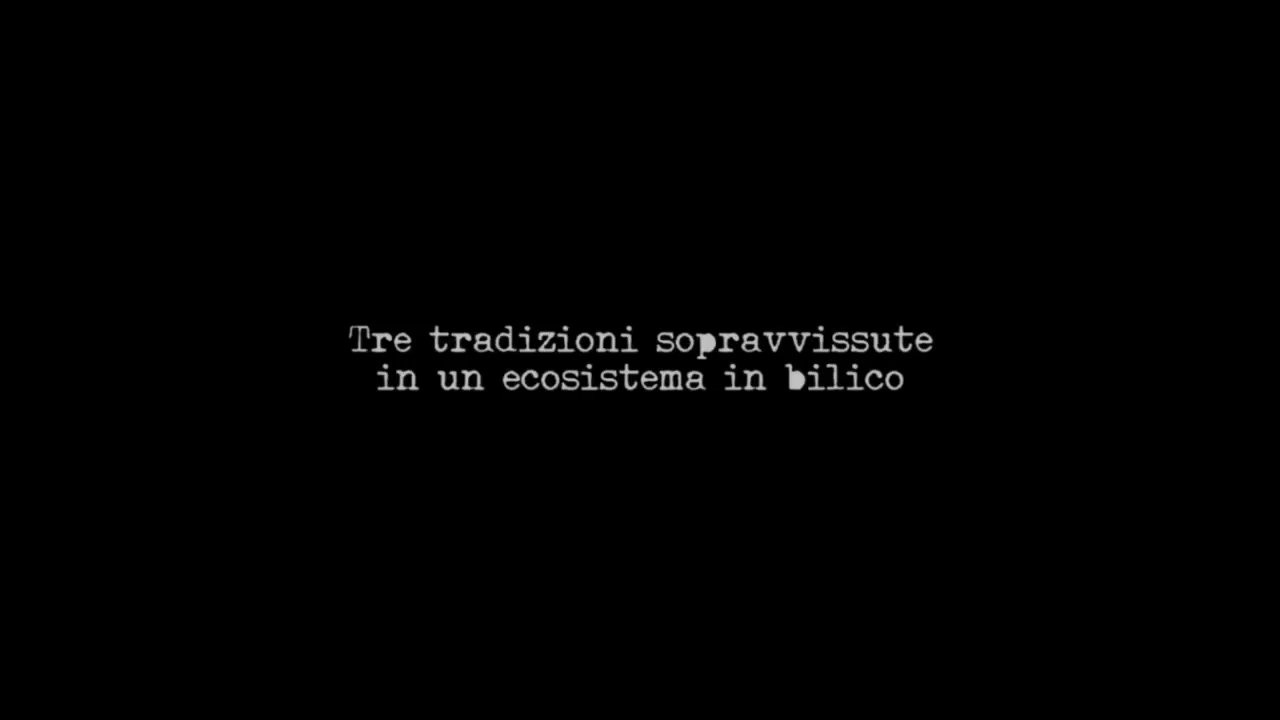 Tre tradizioni sopravvissute
in un ecosistema in bilico